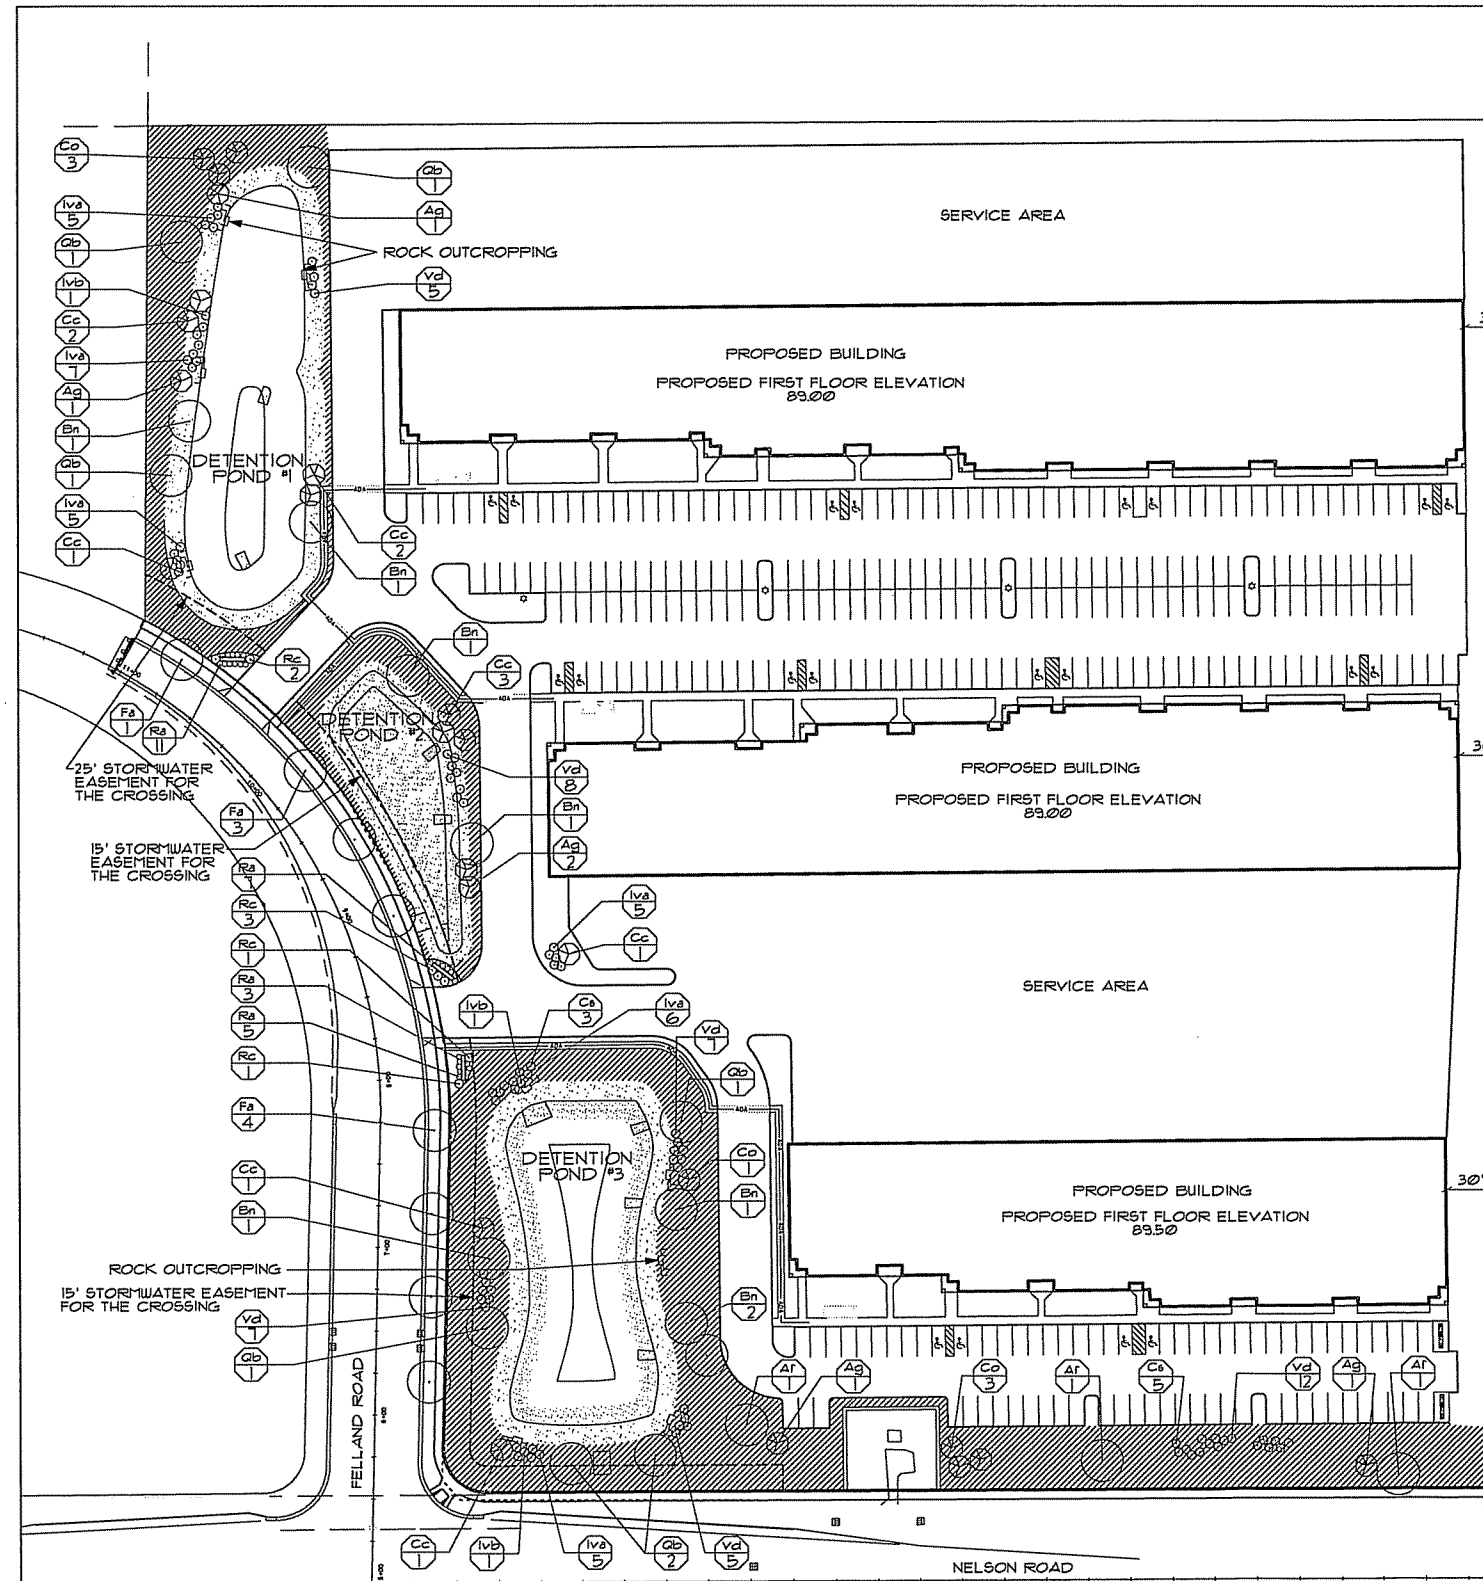 Co
3
Qb
1
Iva
5
Ag
1
SERVICE AREA
Qb
1
ROCK OUTCROPPING
Ivb
1
Vd
5
Cc
2
Iva
7
PROPOSED BUILDING
PROPOSED FIRST FLOOR ELEVATION
89.00
Ag
1
Bn
1
Qb
1
DETENTION
POND #1
ADA
Iva
5
Cc
1
Cc
2
Bn
1
ADA
Bn
1
Rc
2
Cc
3
ADA
Fa
1
Ra
11
DETENTION
POND #2
25' STORMWATER
EASEMENT FOR
THE CROSSING
Vd
8
PROPOSED BUILDING
PROPOSED FIRST FLOOR ELEVATION
89.00
Fa
3
Bn
1
15' STORMWATER
EASEMENT FOR
THE CROSSING
Ag
2
Ra
7
Iva
5
Rc
3
Cc
1
Rc
1
SERVICE AREA
Ra
3
Ivb
1
Cs
3
Iva
6
Ra
5
Vd
7
Rc
1
ADA
Qb
1
Fa
4
ADA
DETENTION
POND #3
Co
1
Cc
1
Bn
1
PROPOSED BUILDING
PROPOSED FIRST FLOOR ELEVATION
89.50
30'
Bn
1
ROCK OUTCROPPING
15' STORMWATER EASEMENT
FOR THE CROSSING
Bn
2
Vd
7
Qb
1
Ar
1
Ag
1
Co
3
Ar
1
Cs
5
Vd
12
Ag
1
Ar
1
FELLAND ROAD
Cc
1
Ivb
1
Iva
5
Qb
2
Vd
5
NELSON ROAD